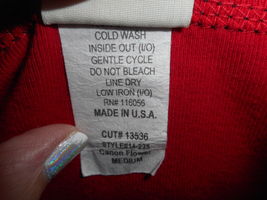 COLD WASH
INSIDE OUT (I/O)
GENTLE CYCLE
DO NOT BLEACH
LINE DRY
LOW IRON (I/O)
RN# 116056
MADE IN U.S.A.
CUT# 13536
STYLE#14-225
Canon Flower
MEDIUM